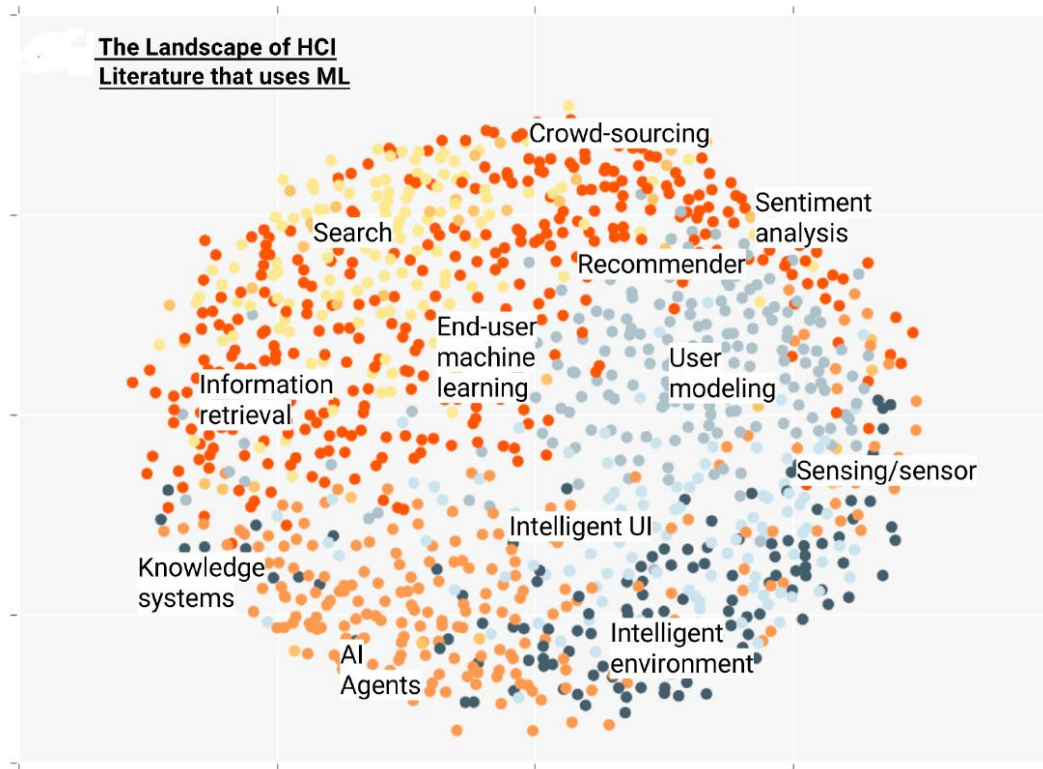 The Landscape of HCI
Literature that uses ML
Crowd-sourcing
Sentiment
analysis
Search
Recommender
End-user
machine
learning
User
modeling
Information
retrieval
Sensing/sensor
Intelligent UI
Knowledge
systems
Intelligent
environment
AI
Agents